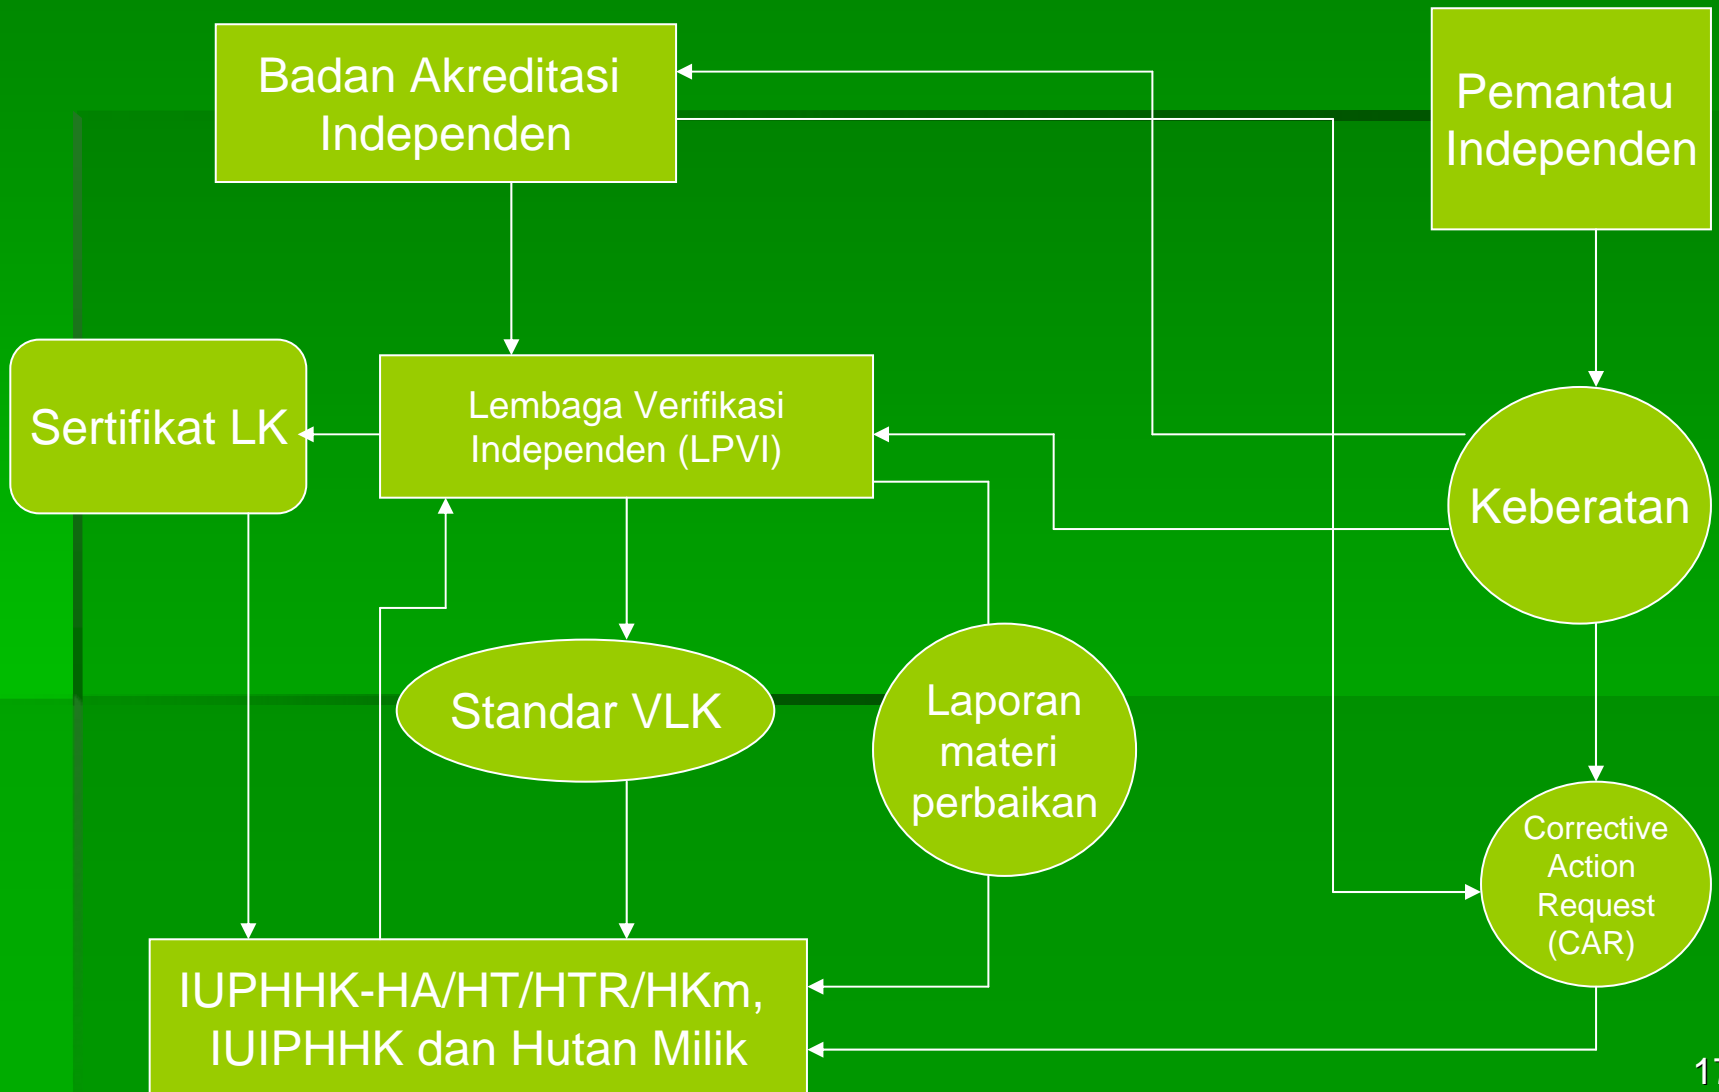 Badan Akreditasi
Independen
Pemantau
Independen
Sertifikat LK
Lembaga Verifikasi
Independen (LPVI)
Keberatan
Standar VLK
Laporan
materi
perbaikan
Corrective
Action
Request
(CAR)
IUPHHK-HA/HT/HTR/HKm,
IUIPHHK dan Hutan Milik
17